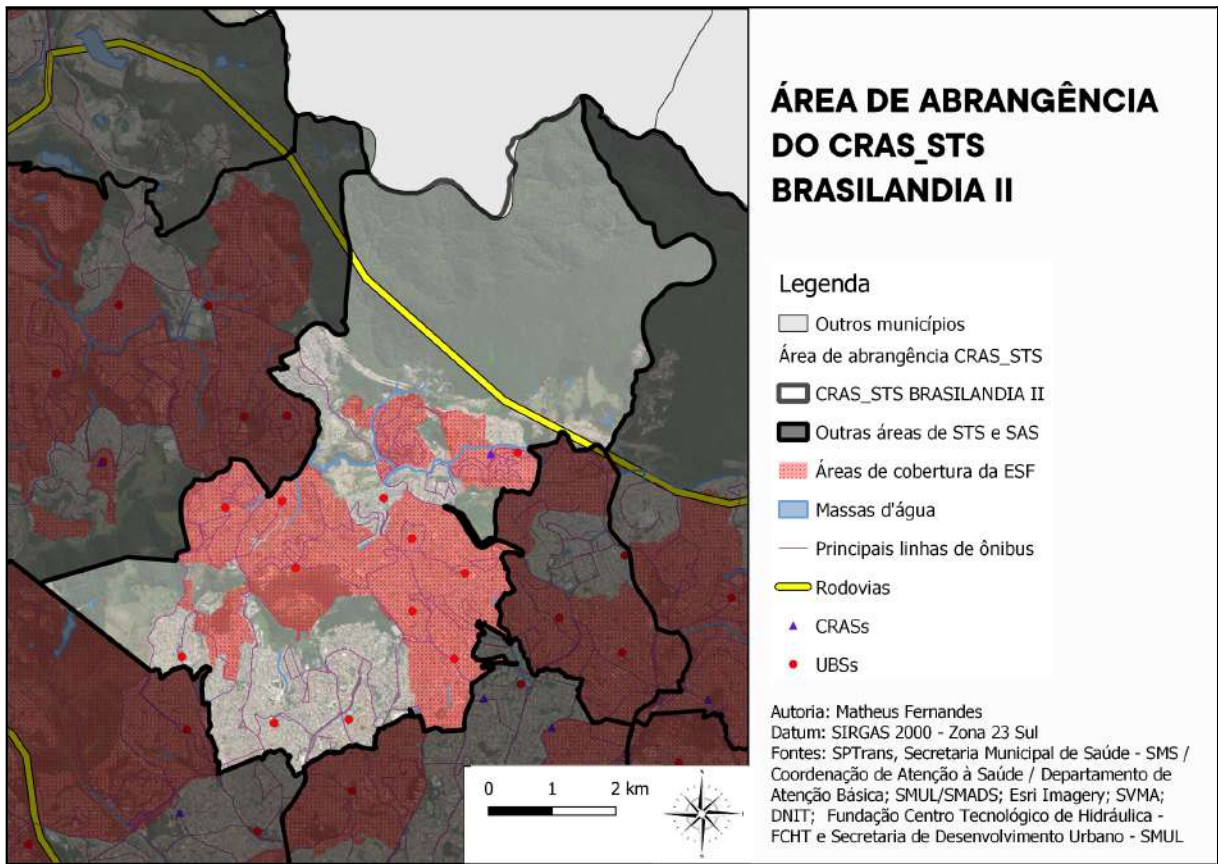 ÁREA DE ABRANGÊNCIA
DO CRAS_STS
BRASILANDIA II
Legenda
Outros municípios
Área de abrangência CRAS_STS
CRAS_STS BRASILANDIA II
Outras áreas de STS e SAS
Áreas de cobertura da ESF
Massas d'água
Principais linhas de ônibus
Rodovias
CRASs
UBSs
Autoria: Matheus Fernandes
Datum: SIRGAS 2000 - Zona 23 Sul
Fontes: SPTrans, Secretaria Municipal de Saúde - SMS /
Coordenação de Atenção à Saúde / Departamento de
Atenção Básica; SMUL/SMADS; Esri Imagery; SVMA;
DNIT; Fundação Centro Tecnológico de Hidráulica -
FCHT e Secretaria de Desenvolvimento Urbano - SMUL
0 1 2 km